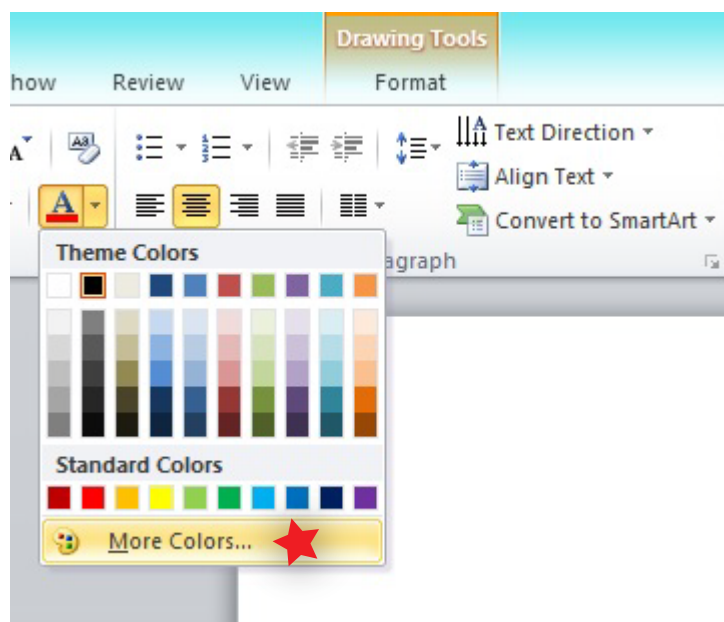 Drawing Tools
how Review View Format
Text Direction
A Aa Align Text
A Convert to SmartArt
Theme Colors
agraph
Standard Colors
More Colors...